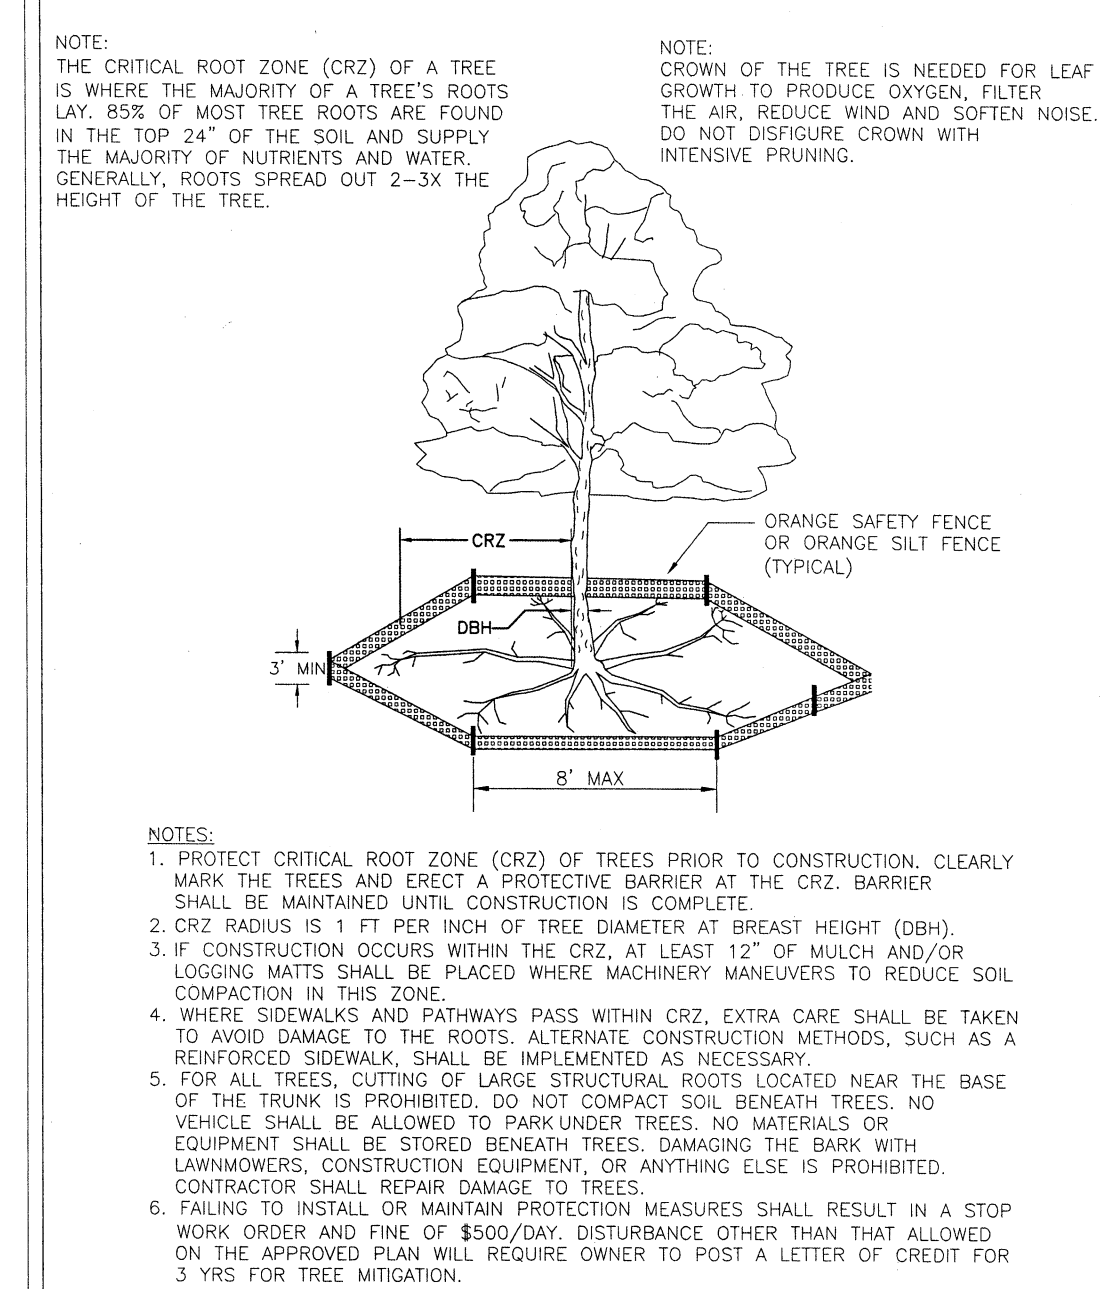 NOTE:
THE CRITICAL ROOT ZONE (CRZ) OF A TREE
IS WHERE THE MAJORITY OF A TREE'S ROOTS
LAY. 85% OF MOST TREE ROOTS ARE FOUND
IN THE TOP 24" OF THE SOIL AND SUPPLY
THE MAJORITY OF NUTRIENTS AND WATER.
GENERALLY, ROOTS SPREAD OUT 2-3X THE
HEIGHT OF THE TREE.
NOTE:
CROWN OF THE TREE IS NEEDED FOR LEAF
GROWTH TO PRODUCE OXYGEN, FILTER
THE AIR, REDUCE WIND AND SOFTEN NOISE.
DO NOT DISFIGURE CROWN WITH
INTENSIVE PRUNING.
ORANGE SAFETY FENCE
OR ORANGE SILT FENCE
(TYPICAL)
CRZ
DBH
3' MIN
8' MAX
NOTES:
1. PROTECT CRITICAL ROOT ZONE (CRZ) OF TREES PRIOR TO CONSTRUCTION. CLEARLY
MARK THE TREES AND ERECT A PROTECTIVE BARRIER AT THE CRZ. BARRIER
SHALL BE MAINTAINED UNTIL CONSTRUCTION IS COMPLETE.
2. CRZ RADIUS IS 1 FT PER INCH OF TREE DIAMETER AT BREAST HEIGHT (DBH).
3. IF CONSTRUCTION OCCURS WITHIN THE CRZ, AT LEAST 12" OF MULCH AND/OR
LOGGING MATTS SHALL BE PLACED WHERE MACHINERY MANEUVERS TO REDUCE SOIL
COMPACTION IN THIS ZONE.
4. WHERE SIDEWALKS AND PATHWAYS PASS WITHIN CRZ, EXTRA CARE SHALL BE TAKEN
TO AVOID DAMAGE TO THE ROOTS. ALTERNATE CONSTRUCTION METHODS, SUCH AS A
REINFORCED SIDEWALK, SHALL BE IMPLEMENTED AS NECESSARY.
5. FOR ALL TREES, CUTTING OF LARGE STRUCTURAL ROOTS LOCATED NEAR THE BASE
OF THE TRUNK IS PROHIBITED. DO NOT COMPACT SOIL BENEATH TREES. NO
VEHICLE SHALL BE ALLOWED TO PARK UNDER TREES. NO MATERIALS OR
EQUIPMENT SHALL BE STORED BENEATH TREES. DAMAGING THE BARK WITH
LAWNMOWERS, CONSTRUCTION EQUIPMENT, OR ANYTHING ELSE IS PROHIBITED.
CONTRACTOR SHALL REPAIR DAMAGE TO TREES.
6. FAILING TO INSTALL OR MAINTAIN PROTECTION MEASURES SHALL RESULT IN A STOP
WORK ORDER AND FINE OF $500/DAY. DISTURBANCE OTHER THAN THAT ALLOWED
ON THE APPROVED PLAN WILL REQUIRE OWNER TO POST A LETTER OF CREDIT FOR
3 YRS FOR TREE MITIGATION.